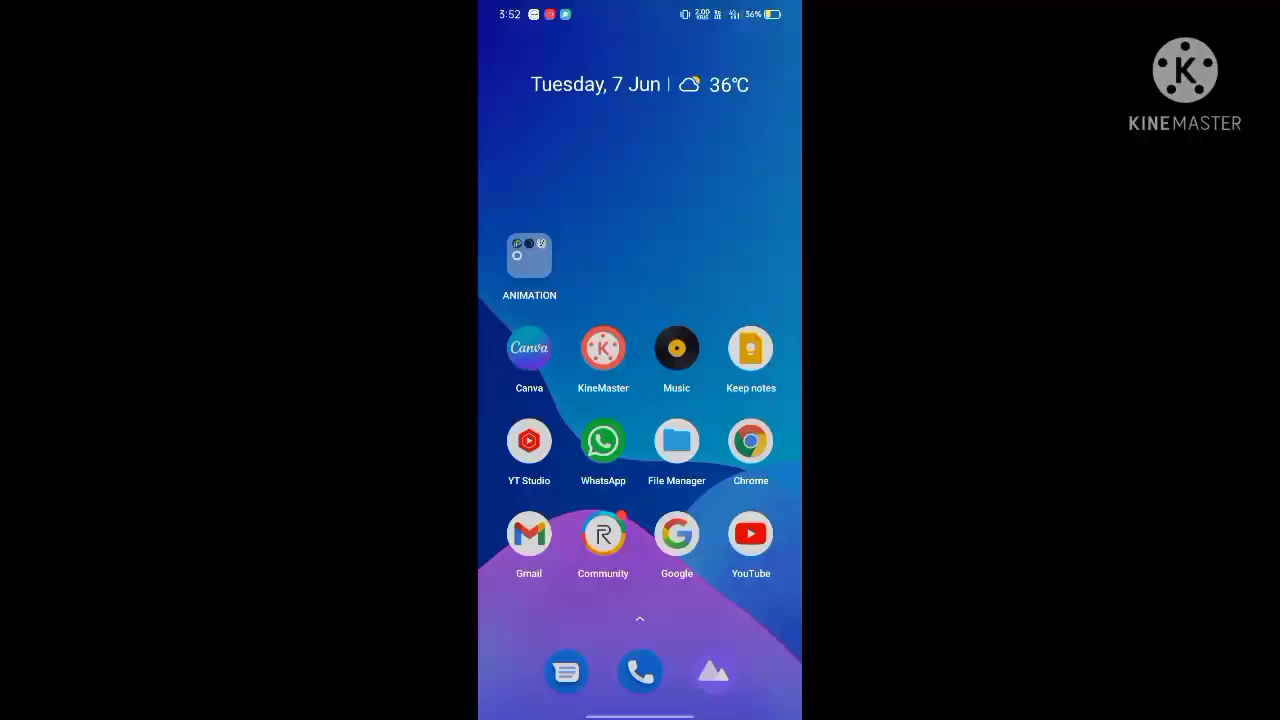 3:52
36%
Tuesday, 7 Jun | 36°C
K
KINEMASTER
ANIMATION
Canva
K
Canva
KineMaster
Music
Keep notes
YT Studio
WhatsApp
File Manager
Chrome
R
G
Gmail
Community
Google
YouTube